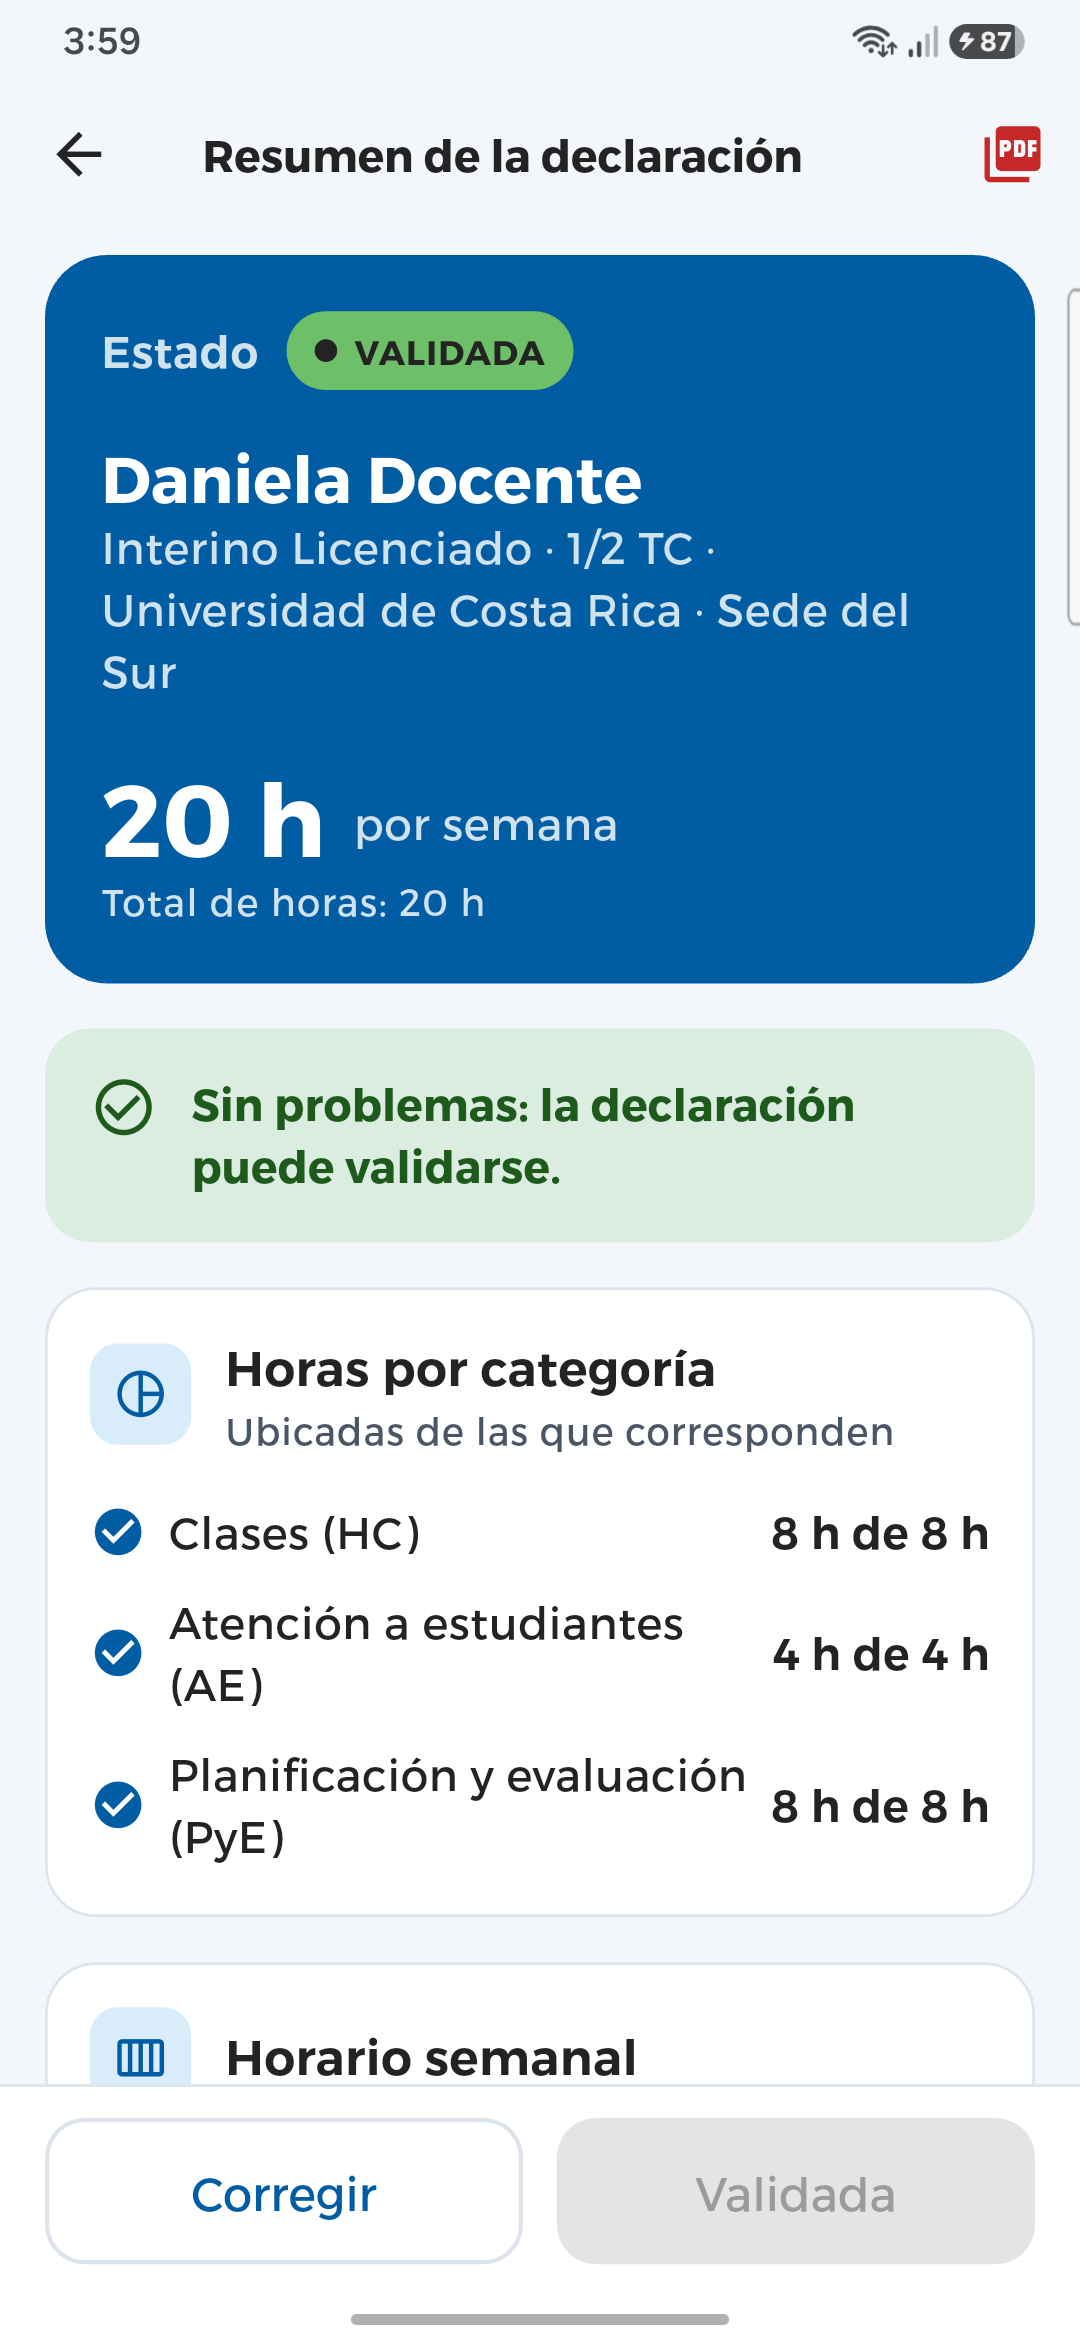 3:59
87
Resumen de la declaración
PDF
Estado
VALIDADA
Daniela Docente
Interino Licenciado · 1/2 TC ·
Universidad de Costa Rica · Sede del
Sur
20 h por semana
Total de horas: 20 h
Sin problemas: la declaración
puede validarse.
Horas por categoría
Ubicadas de las que corresponden
Clases (HC)
8 h de 8 h
Atención a estudiantes
(AE)
4 h de 4 h
Planificación y evaluación
(PyE)
8 h de 8 h
Horario semanal
Corregir
Validada